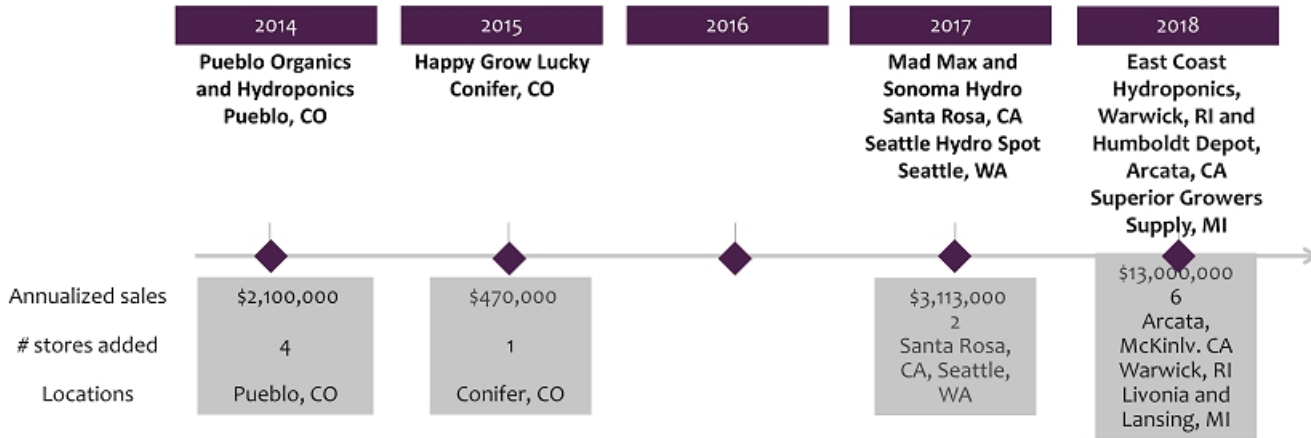 2014
2015
2016
2017
2018
Pueblo Organics
and Hydroponics
Pueblo, CO
Happy Grow Lucky
Conifer, CO
Mad Max and
Sonoma Hydro
Santa Rosa, CA
Seattle Hydro Spot
Seattle, WA
East Coast
Hydroponics,
Warwick, RI and
Humboldt Depot,
Arcata, CA
Superior Growers
Supply, MI
Annualized sales
# stores added
Locations
$2,100,000
4
Pueblo, CO
$470,000
1
Conifer, CO
$3,113,000
2
Santa Rosa,
CA, Seattle,
WA
$13,000,000
6
Arcata,
McKinlv. CA
Warwick, RI
Livonia and
Lansing, MI